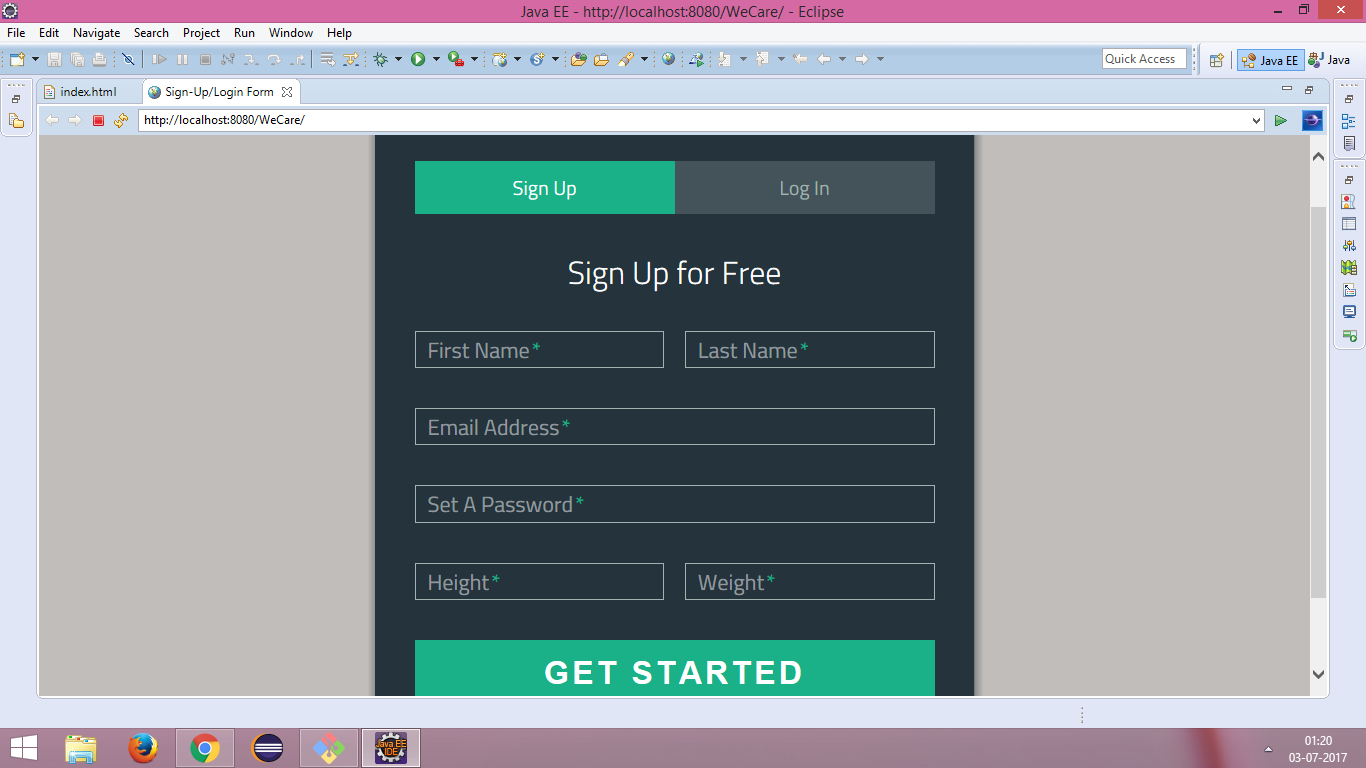 Java EE - http://localhost:8080/WeCare/ - Eclipse
File Edit Navigate Search Project Run Window Help
Quick Access Java EE Java
index.html Sign-Up/Login Form
http://localhost:8080/WeCare/
Sign Up Log In
Sign Up for Free
First Name* Last Name*
Email Address*
Set A Password*
Height* Weight*
GET STARTED
Java EE
IDE
01:20
03-07-2017